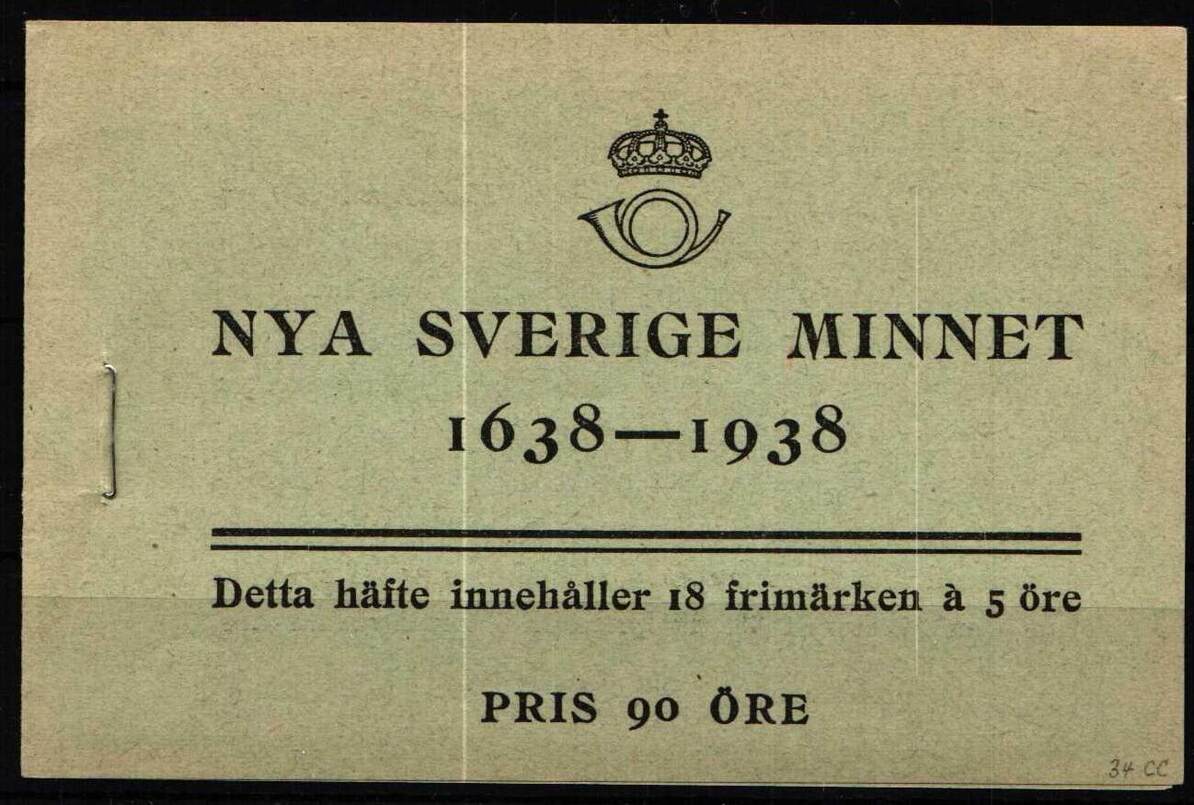 NYA SVERIGE MINNET
1638—1938
Detta häfte innehåller 18 frimärken à 5 öre
PRIS 90 ÖRE
34 CC